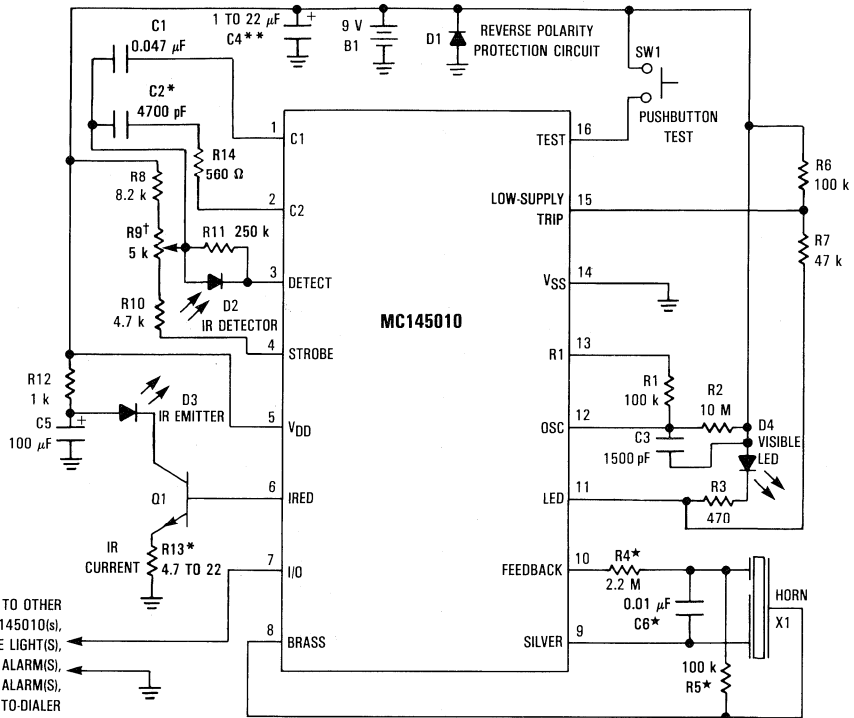 C1
0.047 µF
1 TO 22 µF
C4**
+
9 V
B1
D1
REVERSE POLARITY
PROTECTION CIRCUIT
SW1
PUSHBUTTON
TEST
C2*
4700 pF
R14
560 Ω
R8
8.2 k
R9†
5 k
R11 250 k
D2
IR DETECTOR
R10
4.7 k
R12
1 k
C5
+
100 µF
D3
IR EMITTER
Q1
IR
CURRENT
R13*
4.7 TO 22
TO OTHER
145010(s),
E LIGHT(S),
ALARM(S),
ALARM(S),
TO-DIALER
MC145010
1
C1
2
C2
3
DETECT
4
STROBE
5
VDD
6
IRED
7
I/O
8
BRASS
16
TEST
15
LOW-SUPPLY
TRIP
14
VSS
13
R1
12
OSC
11
LED
10
FEEDBACK
9
SILVER
R6
100 k
R7
47 k
R1
100 k
R2
10 M
C3
1500 pF
D4
VISIBLE
LED
R3
470
R4★
2.2 M
0.01 µF
C6★
HORN
X1
100 k
R5★